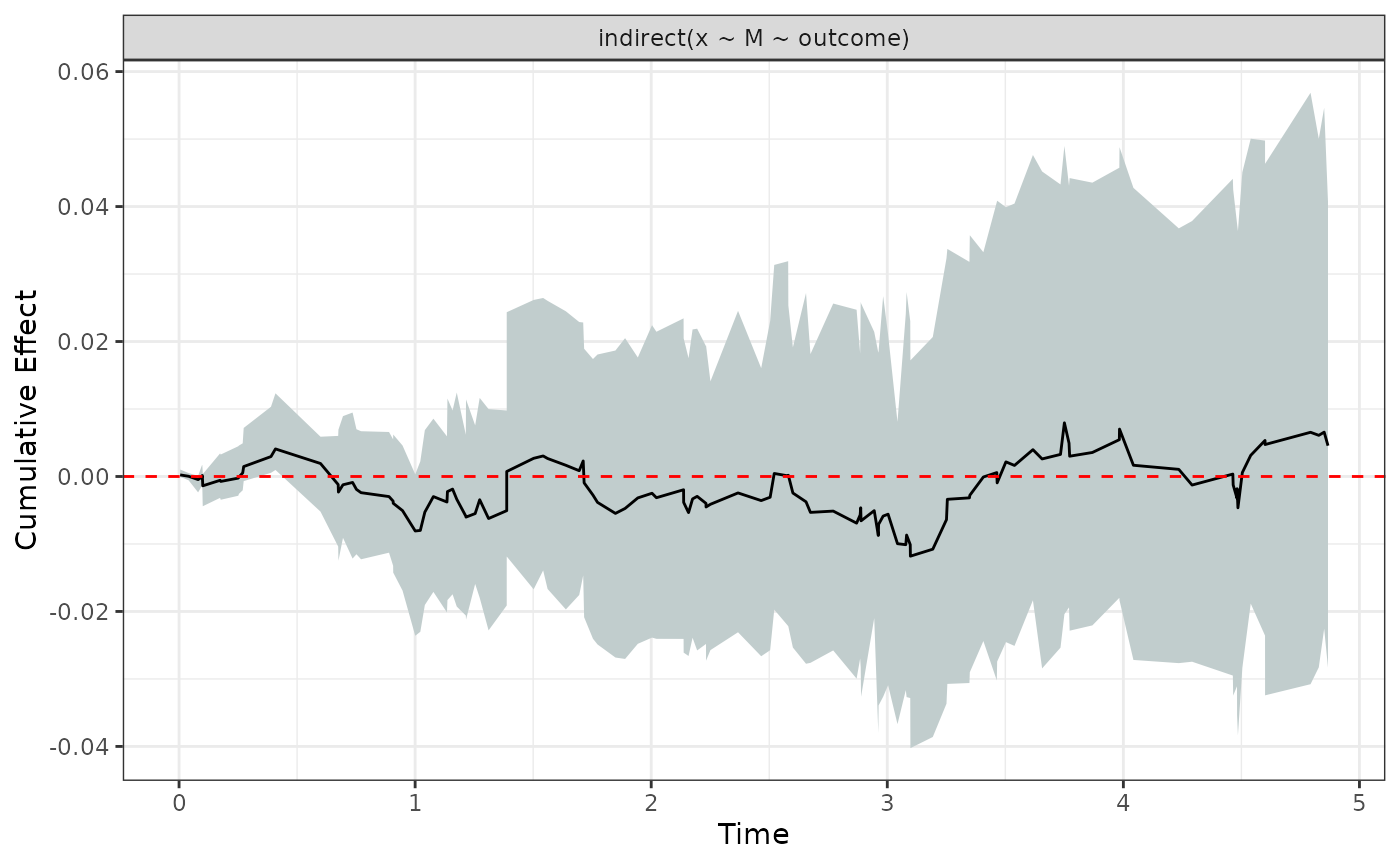 indirect(x ~ M ~ outcome)
0.06
0.04
0.02
0.00
-0.02
-0.04
Cumulative Effect
0 1 2 3 4 5
Time